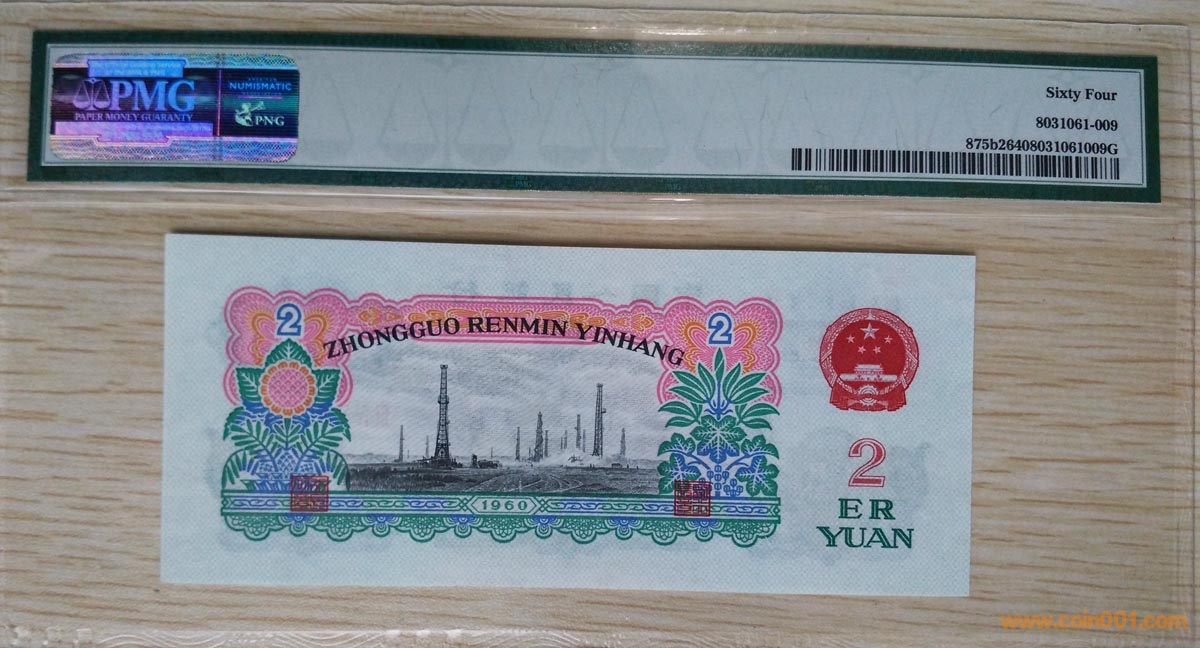 PMG
PAPER MONEY GUARANTY
NUMISMATIC
PNG
Sixty Four
8031061-009
875b26408031061009G
2
2
ZHONGGUO RENMIN YINHANG
1960
2
ER
YUAN
www.coin001.com